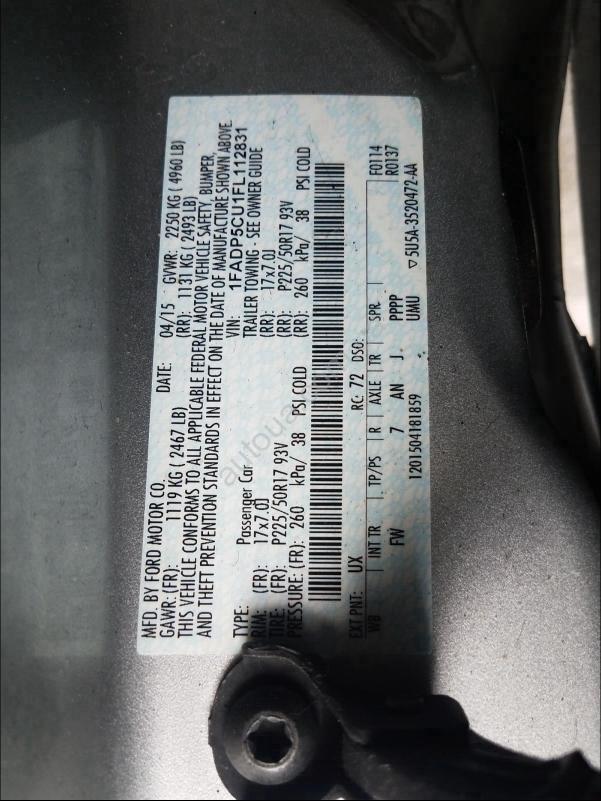 MFD. BY FORD MOTOR CO.
DATE: 04/15 GVWR: 2250 KG ( 4960 LB)
GAWR: (FR): 1119 KG ( 2467 LB) (RR): 1131 KG ( 2493 LB)
THIS VEHICLE CONFORMS TO ALL APPLICABLE FEDERAL MOTOR VEHICLE SAFETY, BUMPER,
AND THEFT PREVENTION STANDARDS IN EFFECT ON THE DATE OF MANUFACTURE SHOWN ABOVE.
VIN: 1FADP5CU1FL112831
TYPE: Passenger Car TRAILER TOWING - SEE OWNER GUIDE
RIM: (FR): 17x7.0J (RR): 17x7.0J
TIRE: (FR): P225/50R17 93V (RR): P225/50R17 93V
PRESSURE: (FR): 260 kPa/ 38 PSI COLD (RR): 260 kPa/ 38 PSI COLD
EXT PNT: UX RC: 72 DSO: F0114
R0137
WB INT TR TP/PS R AXLE TR SPR
FW 7 AN J. PPPP
UMU
1201504181859
▽5U5A-3520472-AA